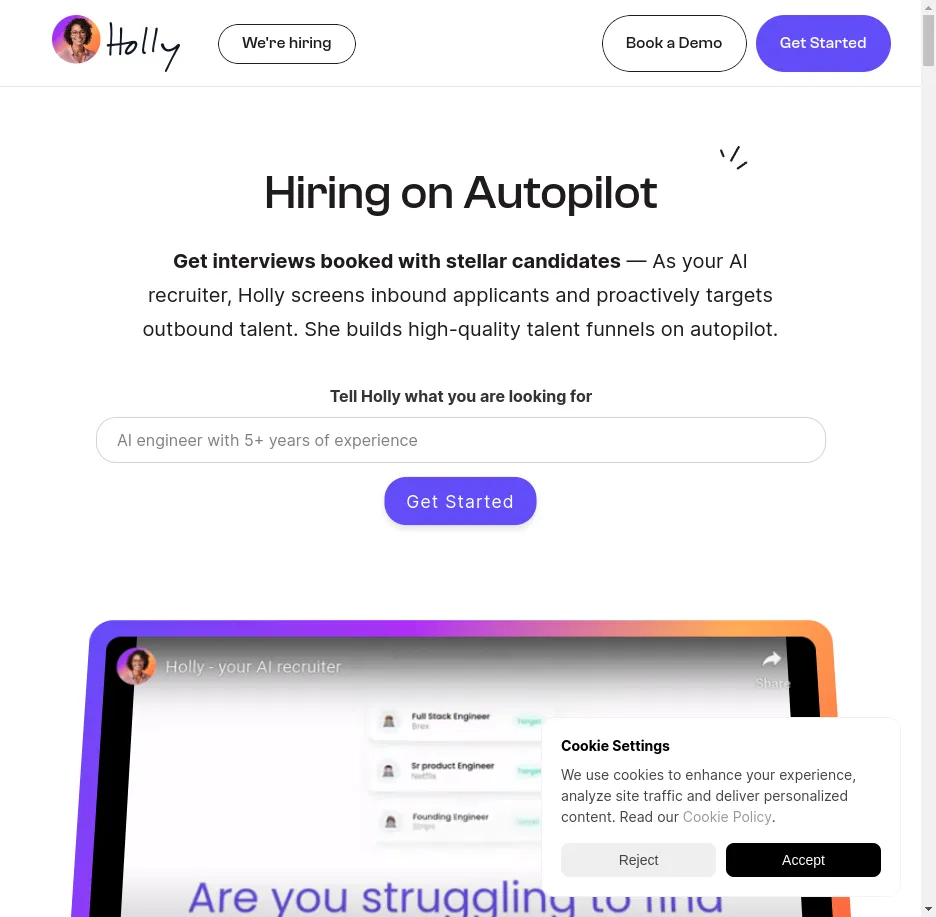 Holly
We're hiring
Book a Demo
Get Started
Hiring on Autopilot
Get interviews booked with stellar candidates — As your AI
recruiter, Holly screens inbound applicants and proactively targets
outbound talent. She builds high-quality talent funnels on autopilot.
Tell Holly what you are looking for
AI engineer with 5+ years of experience
Get Started
Holly - your AI recruiter
Share
Full Stack Engineer
Brex
Sr product Engineer
Netflix
Founding Engineer
Stripe
Are you struggling to find
Cookie Settings
We use cookies to enhance your experience,
analyze site traffic and deliver personalized
content. Read our Cookie Policy.
Reject
Accept